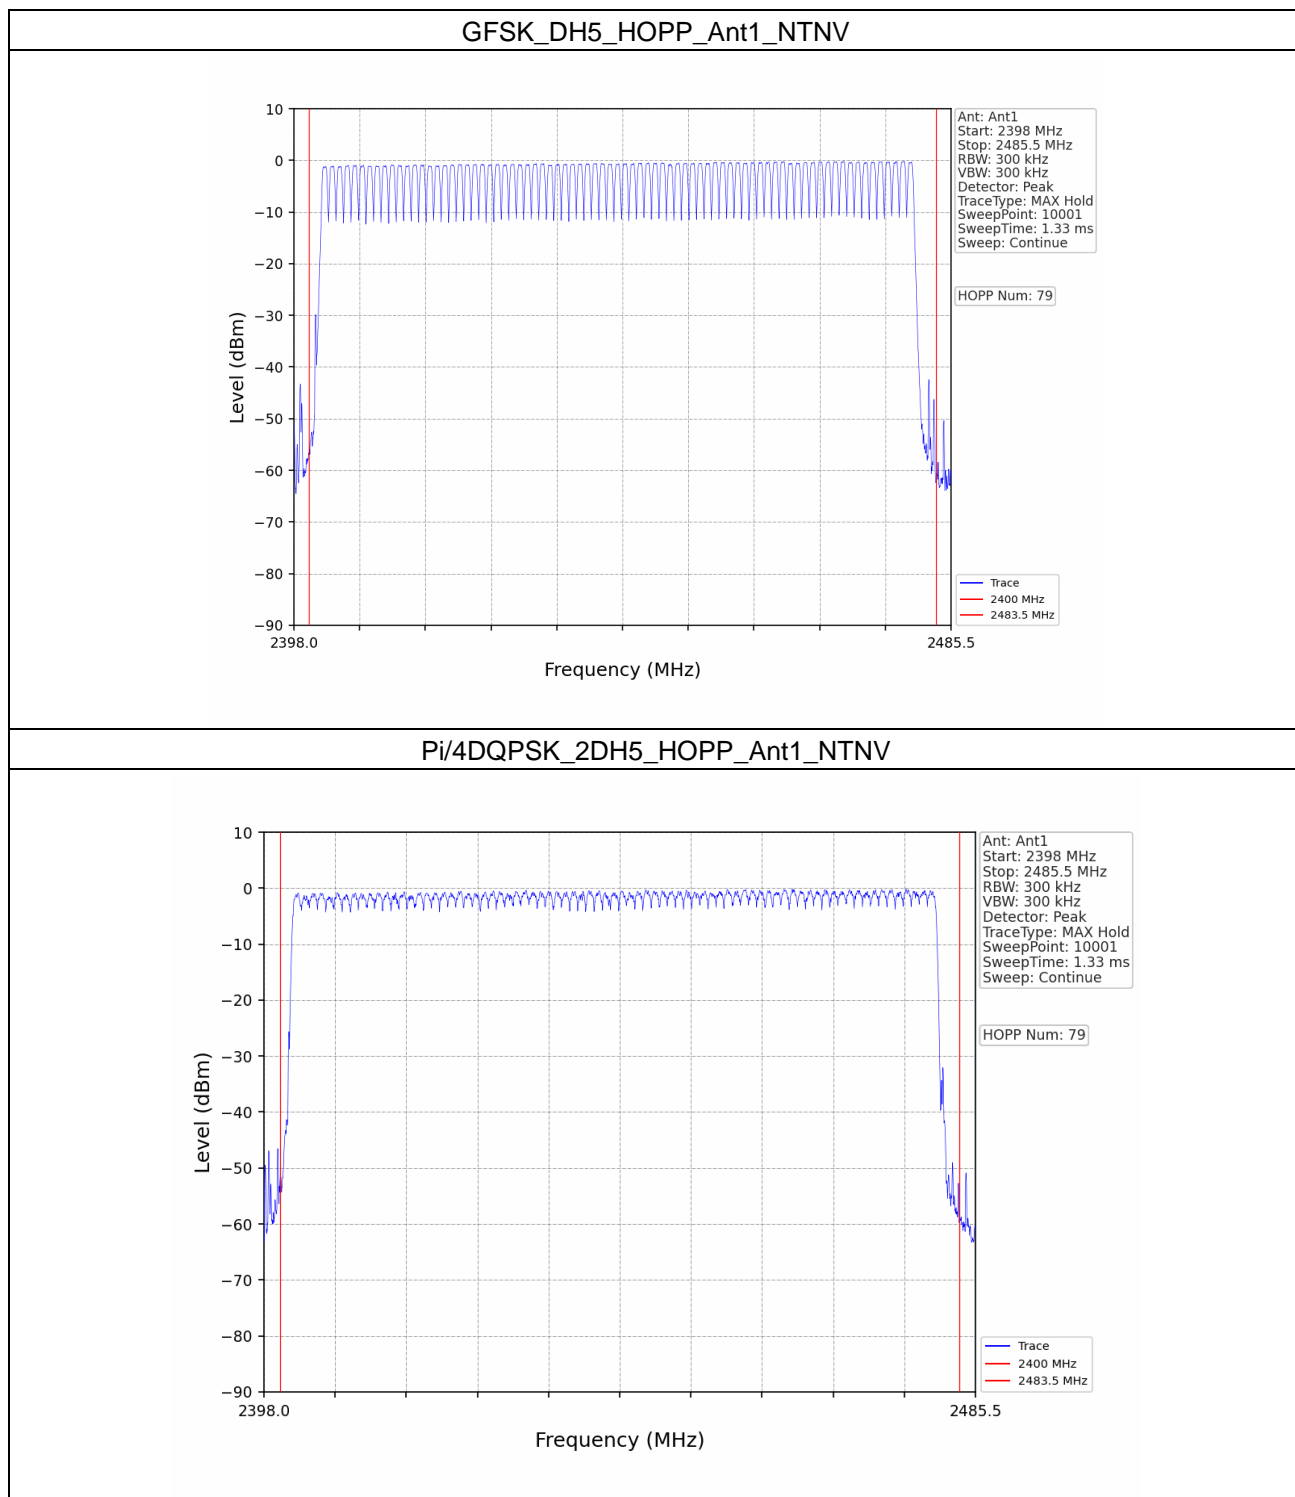 GFSK_DH5_HOPP_Ant1_NTNV
10
0
−10
−20
−30
−40
−50
−60
−70
−80
−90
Level (dBm)
2398.0
2485.5
Frequency (MHz)
Ant: Ant1
Start: 2398 MHz
Stop: 2485.5 MHz
RBW: 300 kHz
VBW: 300 kHz
Detector: Peak
TraceType: MAX Hold
SweepPoint: 10001
SweepTime: 1.33 ms
Sweep: Continue
HOPP Num: 79
Trace
2400 MHz
2483.5 MHz
Pi/4DQPSK_2DH5_HOPP_Ant1_NTNV
10
0
−10
−20
−30
−40
−50
−60
−70
−80
−90
Level (dBm)
2398.0
2485.5
Frequency (MHz)
Ant: Ant1
Start: 2398 MHz
Stop: 2485.5 MHz
RBW: 300 kHz
VBW: 300 kHz
Detector: Peak
TraceType: MAX Hold
SweepPoint: 10001
SweepTime: 1.33 ms
Sweep: Continue
HOPP Num: 79
Trace
2400 MHz
2483.5 MHz